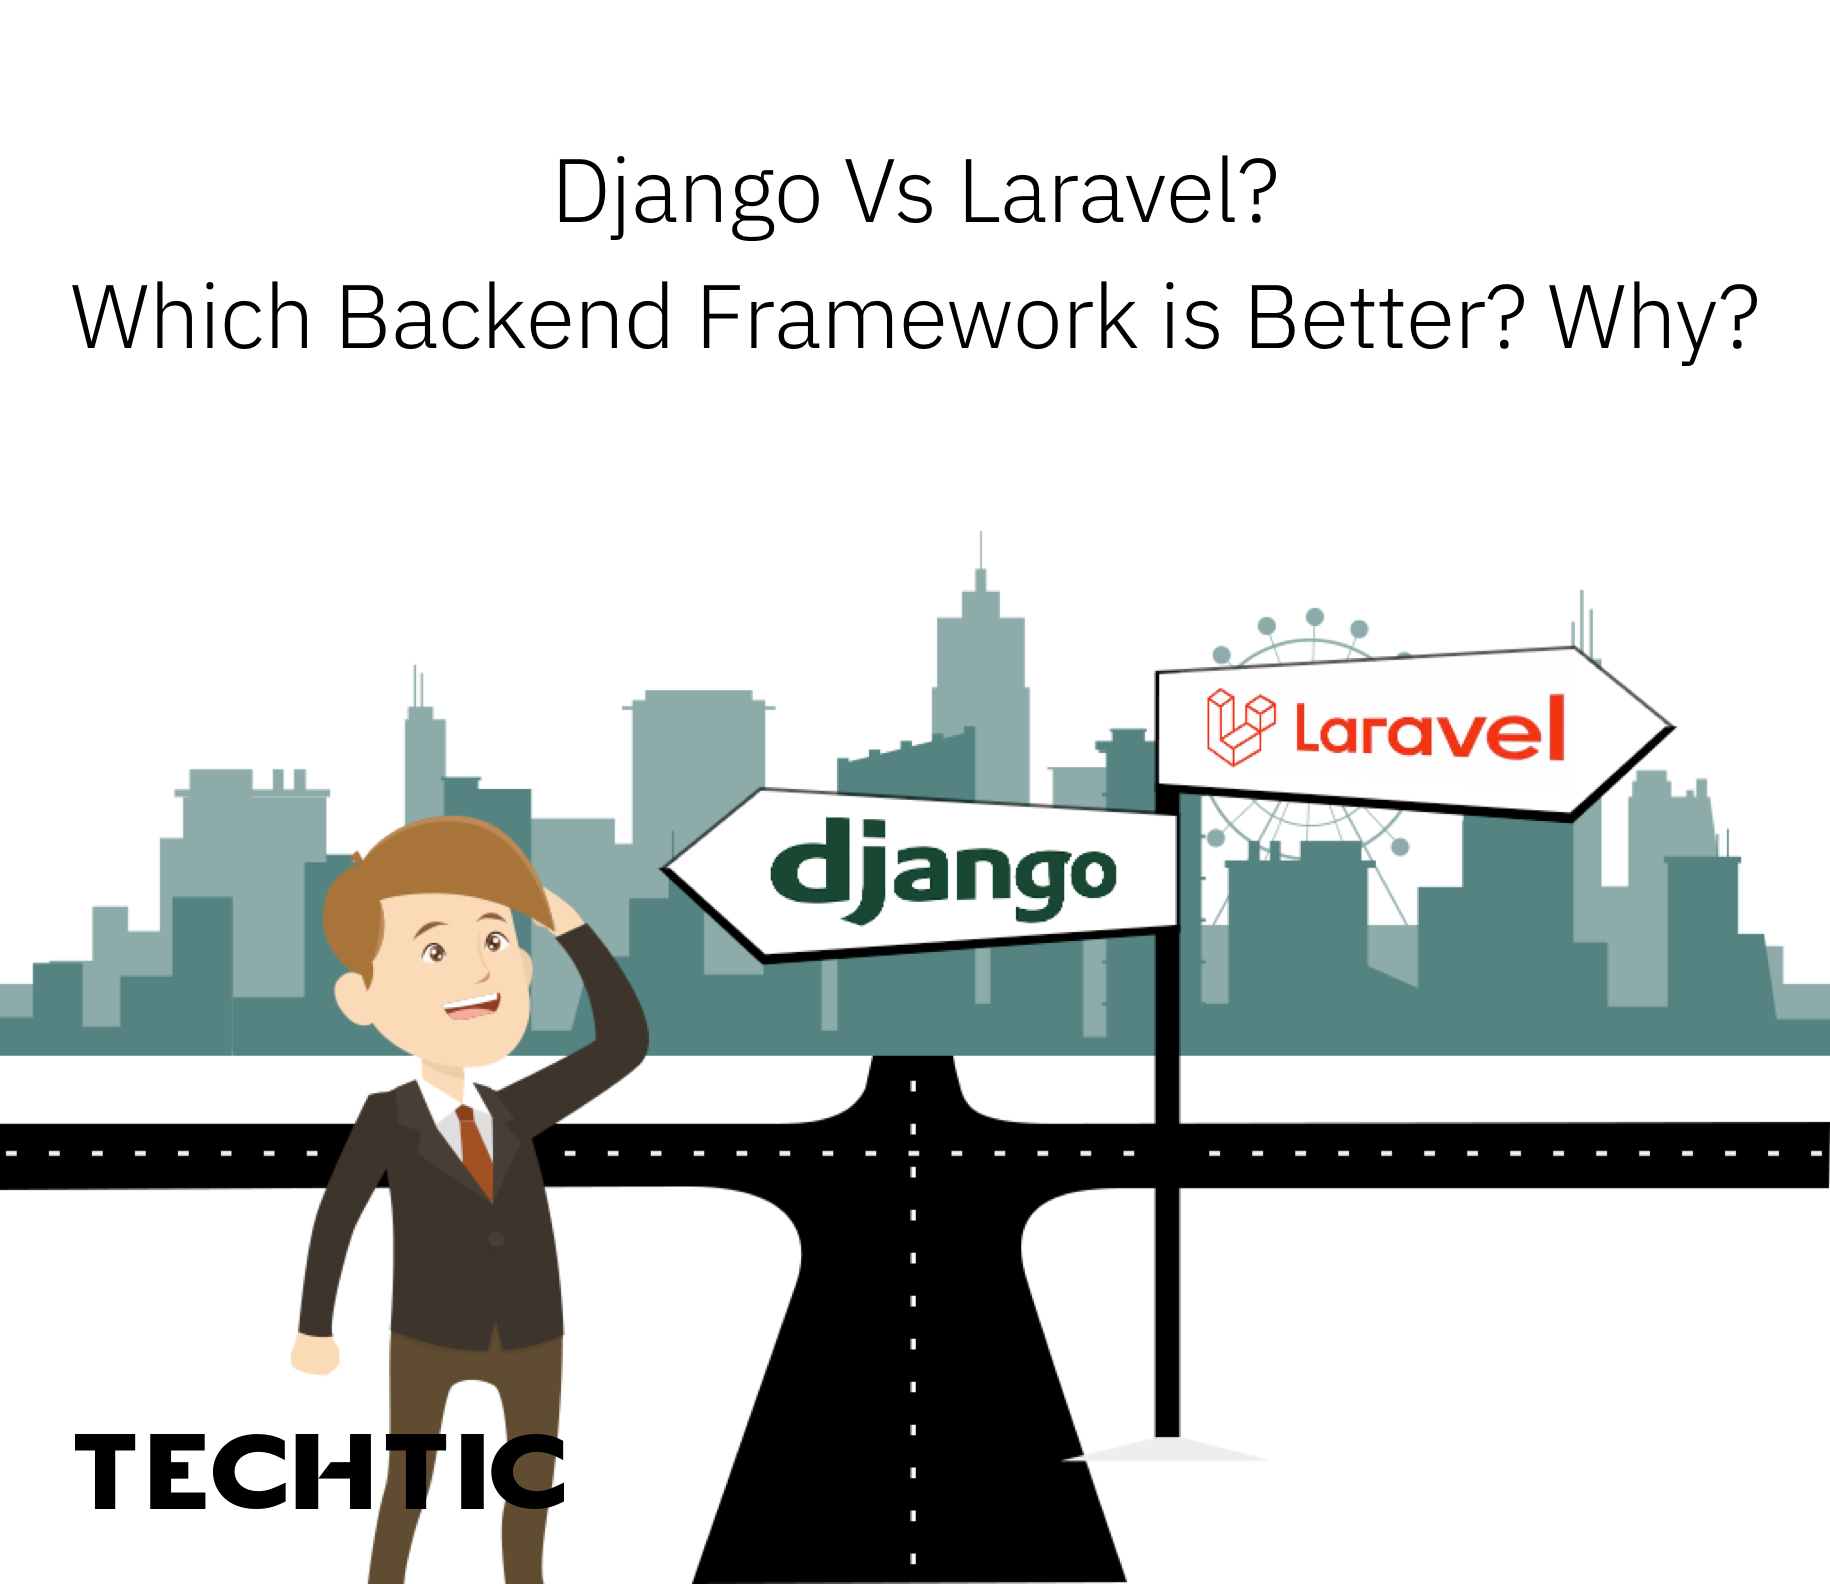 Django Vs Laravel?
Which Backend Framework is Better? Why?
Laravel
django
TECHTIC